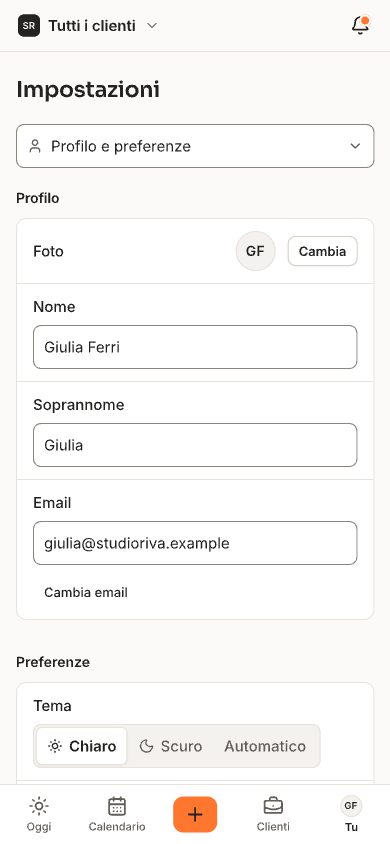 SR Tutti i clienti
Impostazioni
Profilo e preferenze
Profilo
Foto GF Cambia
Nome
Giulia Ferri
Soprannome
Giulia
Email
giulia@studioriva.example
Cambia email
Preferenze
Tema
Chiaro Scuro Automatico
Oggi Calendario Clienti GF Tu